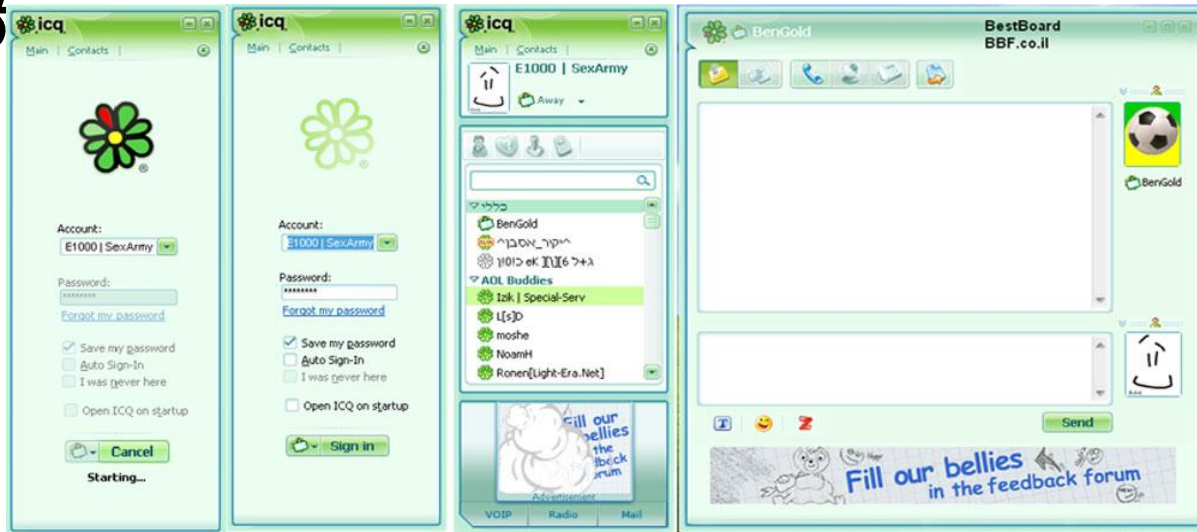 icq
Main | Contacts |
Account:
E1000 | SexArmy
Password:
********
Forgot my password
Save my password
Auto Sign-In
I was never here
Open ICQ on startup
Cancel
Starting...
icq
Main | Contacts |
Account:
E1000 | SexArmy
Password:
********
Forgot my password
Save my password
Auto Sign-In
I was never here
Open ICQ on startup
Sign in
icq
Main | Contacts |
E1000 | SexArmy
Away
כללי
BenGold
^יקיר_אסבן^
AOL Buddies
Izik | Special-Serv
L[s]D
moshe
NoamH
Ronen[Light-Era.Net]
Fill our
bellies
the
forum
Advertisement
VOIP Radio Mail
BenGold
BestBoard
BBF.co.il
BenGold
Send
Fill our bellies
in the feedback forum